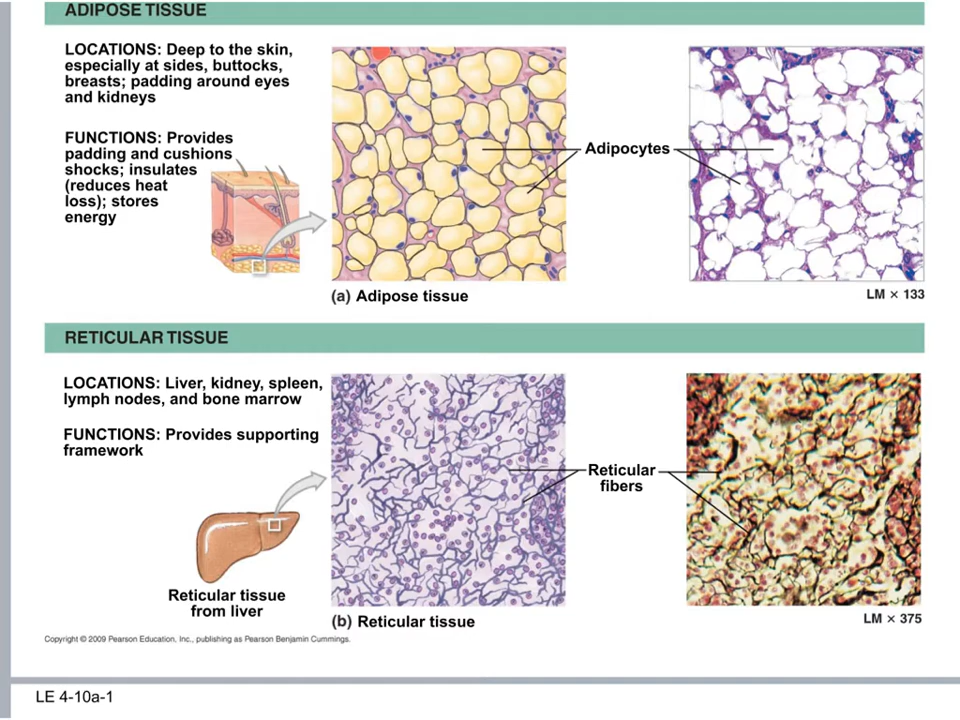 ADIPOSE TISSUE
LOCATIONS: Deep to the skin,
especially at sides, buttocks,
breasts; padding around eyes
and kidneys
FUNCTIONS: Provides
padding and cushions
shocks; insulates
(reduces heat
loss); stores
energy
Adipocytes
(a) Adipose tissue
LM × 133
RETICULAR TISSUE
LOCATIONS: Liver, kidney, spleen,
lymph nodes, and bone marrow
FUNCTIONS: Provides supporting
framework
Reticular
fibers
Reticular tissue
from liver
(b) Reticular tissue
LM × 375
Copyright © 2009 Pearson Education, Inc., publishing as Pearson Benjamin Cummings.
LE 4-10a-1